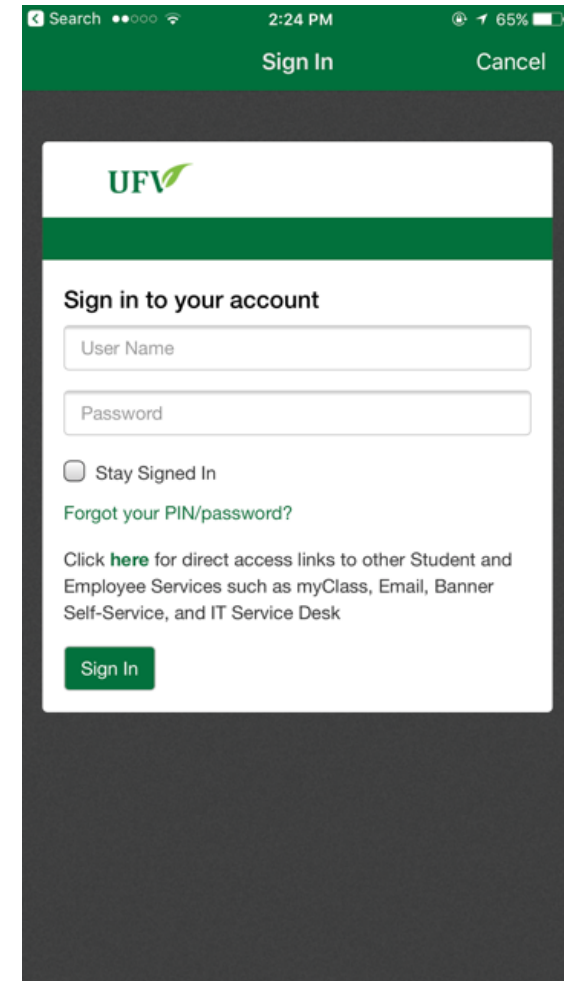 Search 2:24 PM 65%
Sign In Cancel
UFV
Sign in to your account
User Name
Password
Stay Signed In
Forgot your PIN/password?
Click here for direct access links to other Student and
Employee Services such as myClass, Email, Banner
Self-Service, and IT Service Desk
Sign In